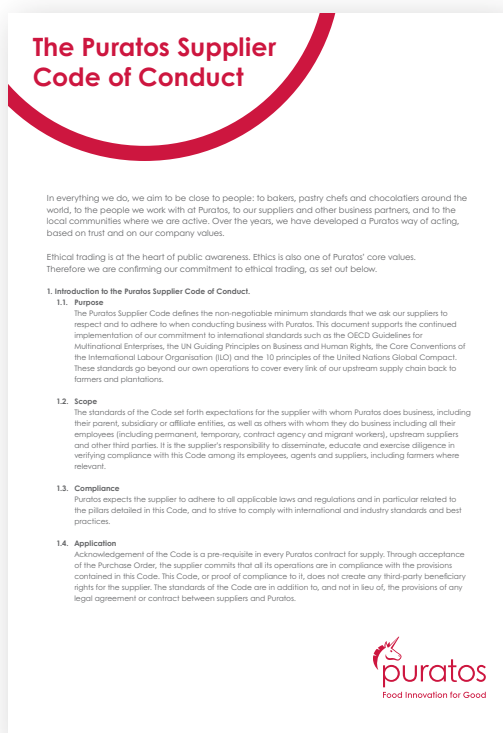 The Puratos Supplier
Code of Conduct
In everything we do, we aim to be close to people: to bakers, pastry chefs and chocolatiers around the
world, to the people we work with at Puratos, to our suppliers and other business partners, and to the
local communities where we are active. Over the years, we have developed a Puratos way of acting,
based on trust and on our company values.
Ethical trading is at the heart of public awareness. Ethics is also one of Puratos' core values.
Therefore we are confirming our commitment to ethical trading, as set out below.
1. Introduction to the Puratos Supplier Code of Conduct.
1.1. Purpose
The Puratos Supplier Code defines the non-negotiable minimum standards that we ask our suppliers to
respect and to adhere to when conducting business with Puratos. This document supports the continued
implementation of our commitment to international standards such as the OECD Guidelines for
Multinational Enterprises, the UN Guiding Principles on Business and Human Rights, the Core Conventions of
the International Labour Organisation (ILO) and the 10 principles of the United Nations Global Compact.
These standards go beyond our own operations to cover every link of our upstream supply chain back to
farmers and plantations.
1.2. Scope
The standards of the Code set forth expectations for the supplier with whom Puratos does business, including
their parent, subsidiary or affiliate entities, as well as others with whom they do business including all their
employees (including permanent, temporary, contract agency and migrant workers), upstream suppliers
and other third parties. It is the supplier's responsibility to disseminate, educate and exercise diligence in
verifying compliance with this Code among its employees, agents and suppliers, including farmers where
relevant.
1.3. Compliance
Puratos expects the supplier to adhere to all applicable laws and regulations and in particular related to
the pillars detailed in this Code, and to strive to comply with international and industry standards and best
practices.
1.4. Application
Acknowledgement of the Code is a pre-requisite in every Puratos contract for supply. Through acceptance
of the Purchase Order, the supplier commits that all its operations are in compliance with the provisions
contained in this Code. This Code, or proof of compliance to it, does not create any third-party beneficiary
rights for the supplier. The standards of the Code are in addition to, and not in lieu of, the provisions of any
legal agreement or contract between suppliers and Puratos.
puratos
Food Innovation for Good